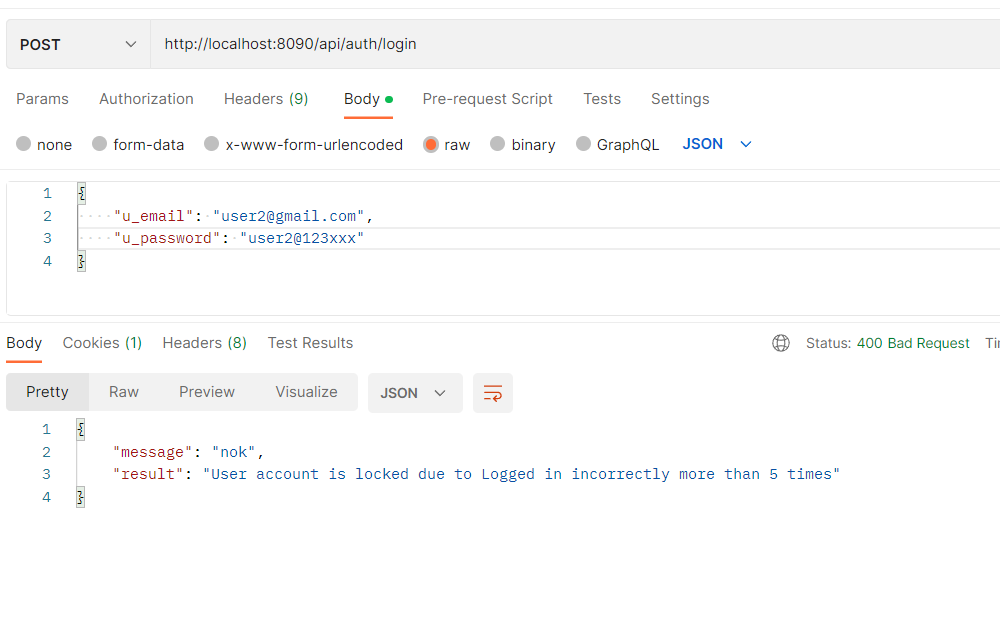 POST http://localhost:8090/api/auth/login
Params Authorization Headers (9) Body Pre-request Script Tests Settings
none form-data x-www-form-urlencoded raw binary GraphQL JSON
1 {
2 "u_email": "user2@gmail.com",
3 "u_password": "user2@123xxx"
4 }
Body Cookies (1) Headers (8) Test Results Status: 400 Bad Request
Pretty Raw Preview Visualize JSON
1 {
2 "message": "nok",
3 "result": "User account is locked due to Logged in incorrectly more than 5 times"
4 }